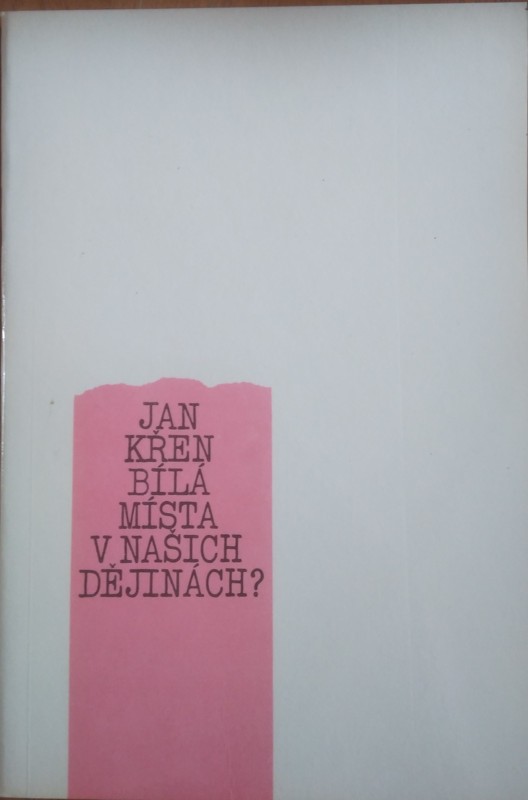 JAN
KŘEN
BÍLÁ
MÍSTA
V NAŠICH
DĚJINÁCH?